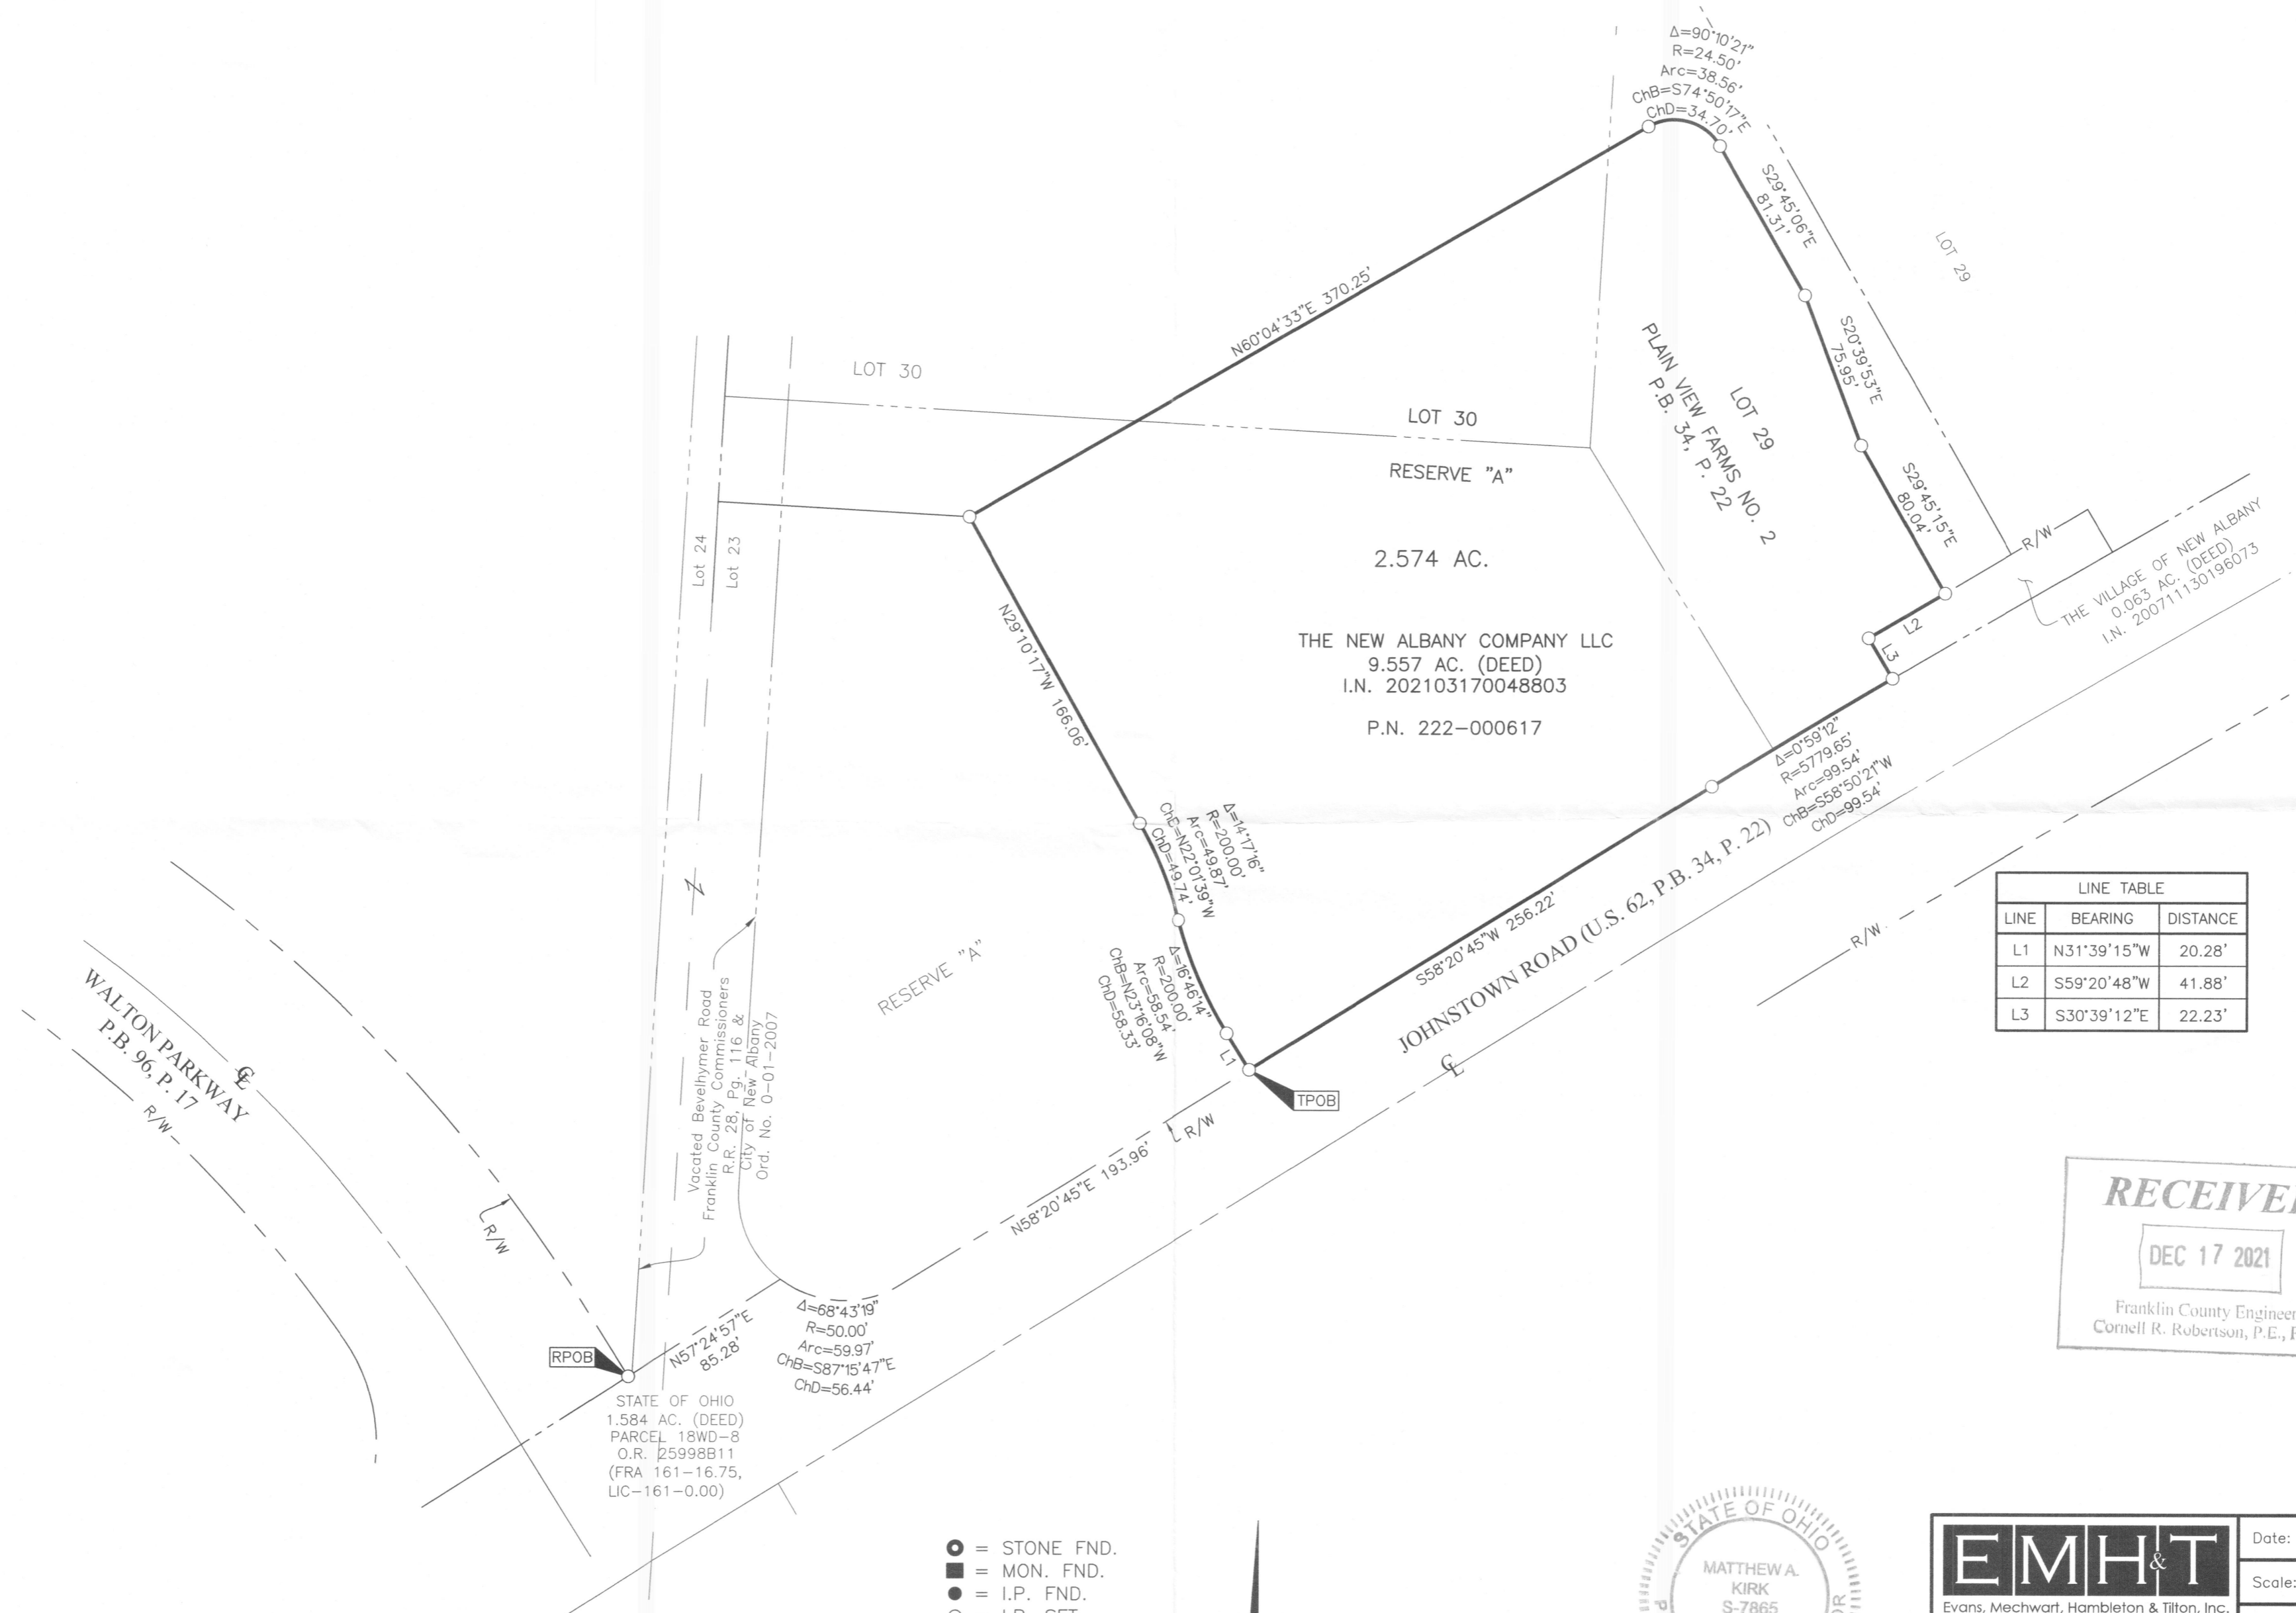 Δ=90°10'21"
R=24.50'
Arc=38.56'
ChB=S74°50'17"E
ChD=34.70'
S29°45'06"E
81.31'
LOT 29
N60°04'33"E 370.25'
S20°39'53"E
75.95'
LOT 29
PLAIN VIEW FARMS NO. 2
P.B. 34, P. 22
LOT 30
LOT 30
RESERVE "A"
S29°45'15"E
80.04'
2.574 AC.
Lot 24
Lot 23
R/W
THE VILLAGE OF NEW ALBANY
0.063 AC. (DEED)
I.N. 200711130196073
L2
L3
N29°10'17"W 166.06'
THE NEW ALBANY COMPANY LLC
9.557 AC. (DEED)
I.N. 202103170048803
P.N. 222-000617
Δ=0°59'12"
R=5779.65'
Arc=99.54'
ChB=S58°50'21"W
ChD=99.54'
Δ=14°17'16"
R=200.00'
Arc=49.87'
ChB=N22°01'39"W
ChD=49.74'
S58°20'45"W 256.22'
JOHNSTOWN ROAD (U.S. 62, P.B. 34, P. 22)
R/W
LINE TABLE
LINE BEARING DISTANCE
L1 N31°39'15"W 20.28'
L2 S59°20'48"W 41.88'
L3 S30°39'12"E 22.23'
RESERVE "A"
Δ=16°46'14"
R=200.00'
Arc=58.54'
ChB=N23°16'08"W
ChD=58.33'
L1
TPOB
WALTON PARKWAY
P.B. 96, P. 17
R/W
R/W
Vacated Bevelhymer Road
Franklin County Commissioners
R.R. 28, Pg. 116 &
City of New Albany
Ord. No. 0-01-2007
R/W
N58°20'45"E 193.96'
RECEIVE
DEC 17 2021
Franklin County Engineer
Cornell R. Robertson, P.E.,
Δ=68°43'19"
R=50.00'
Arc=59.97'
ChB=S87°15'47"E
ChD=56.44'
N57°24'57"E
85.28'
RPOB
STATE OF OHIO
1.584 AC. (DEED)
PARCEL 18WD-8
O.R. 25998B11
(FRA 161-16.75,
LIC-161-0.00)
= STONE FND.
= MON. FND.
= I.P. FND.
STATE OF OHIO
MATTHEW A.
KIRK
S-7865
EMH&T
Evans, Mechwart, Hambleton & Tilton, Inc.
Date:
Scale: